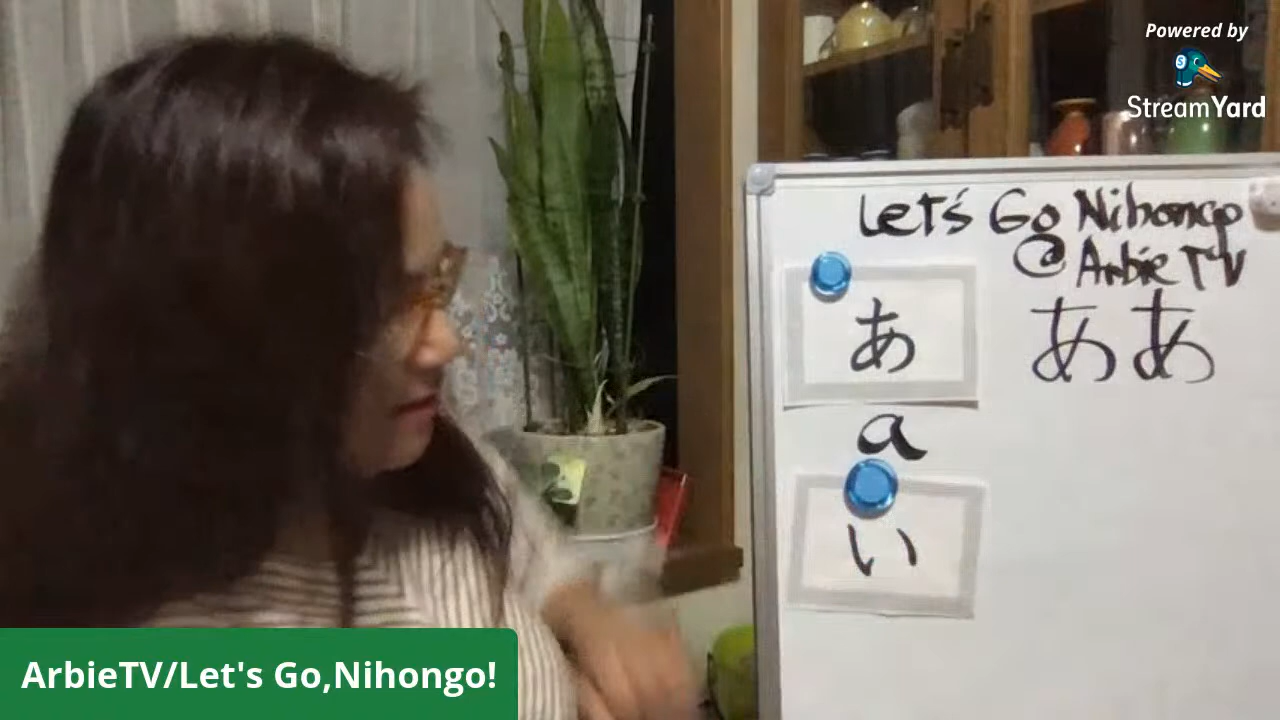 Powered by
StreamYard
Let's Go Nihongo
@ Arbie TV
あ ああ
a
い
ArbieTV/Let's Go,Nihongo!